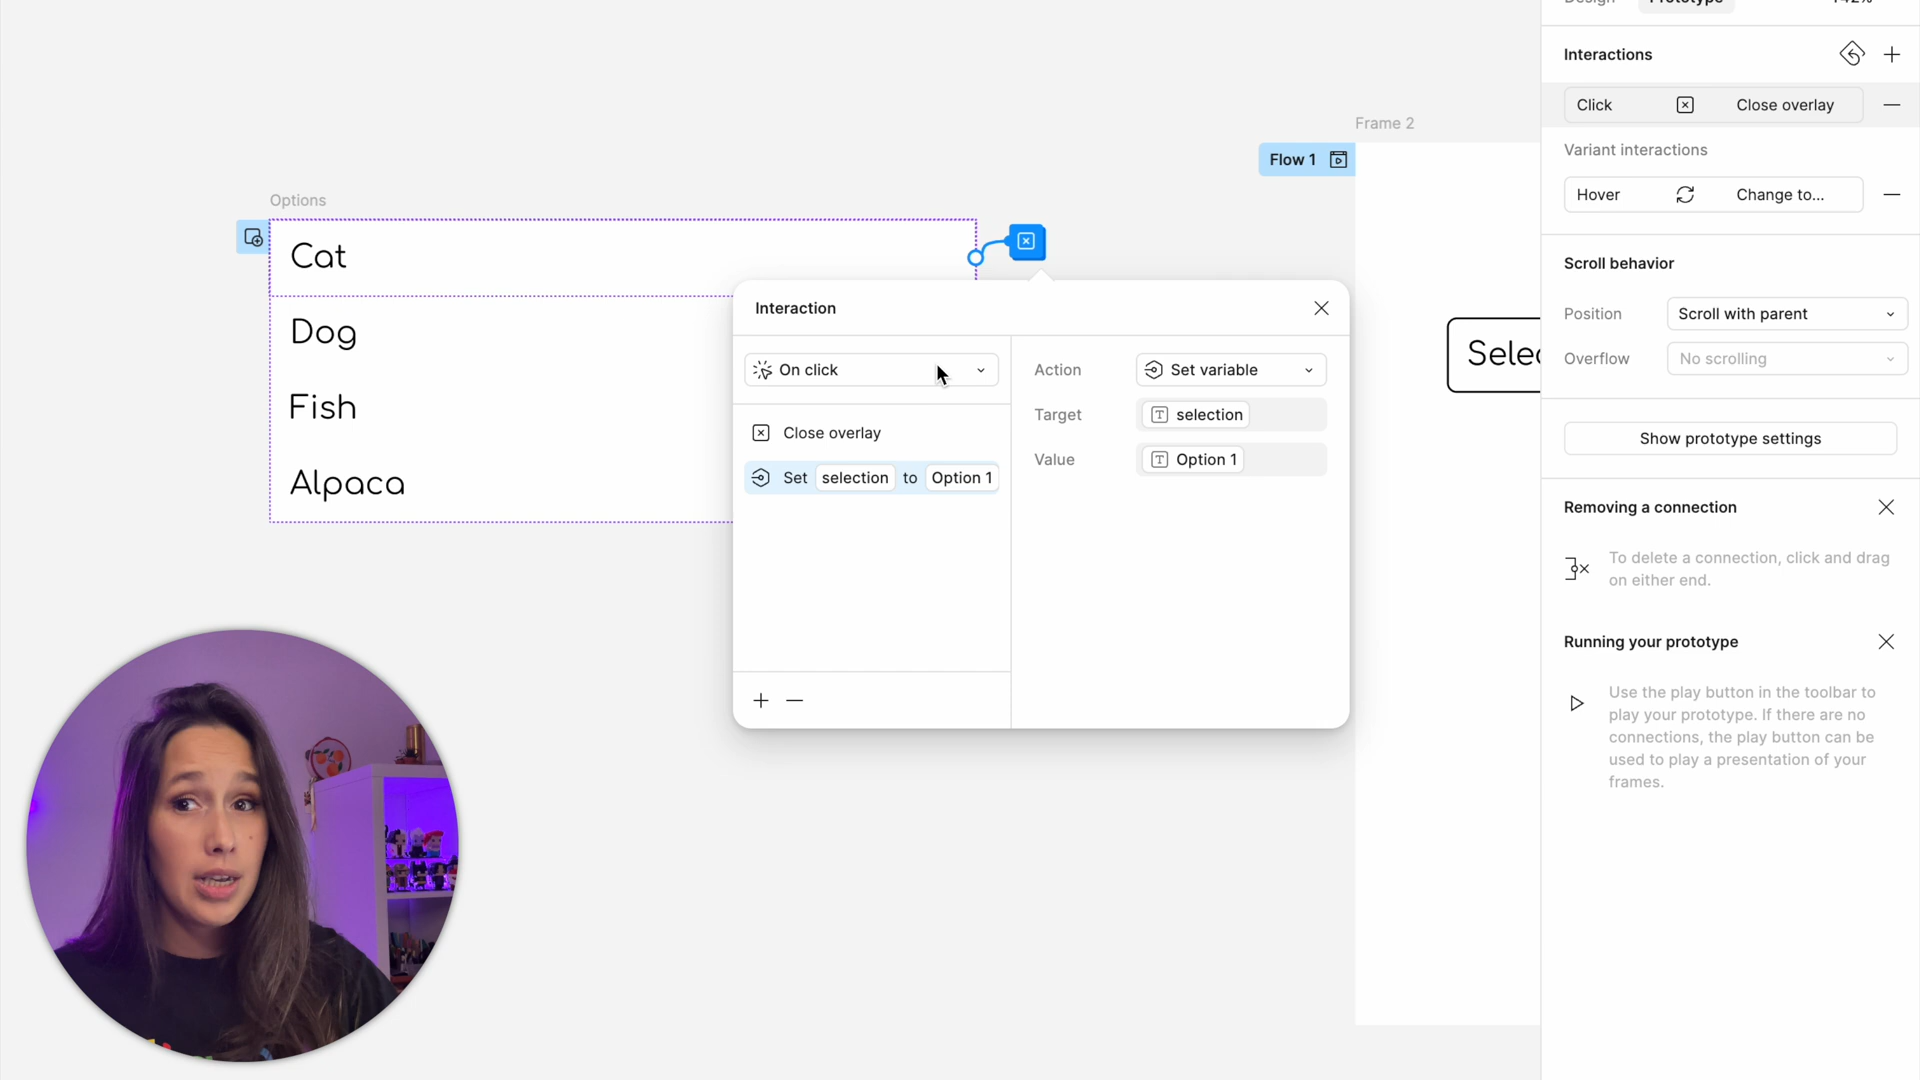 Design Prototype 142%
Interactions
Click Close overlay
Variant interactions
Hover Change to...
Scroll behavior
Position Scroll with parent
Overflow No scrolling
Show prototype settings
Removing a connection
To delete a connection, click and drag
on either end.
Running your prototype
Use the play button in the toolbar to
play your prototype. If there are no
connections, the play button can be
used to play a presentation of your
frames.
Frame 2
Flow 1
Selec
Options
Cat
Dog
Fish
Alpaca
Interaction
On click
Close overlay
Set selection to Option 1
Action Set variable
Target selection
Value Option 1